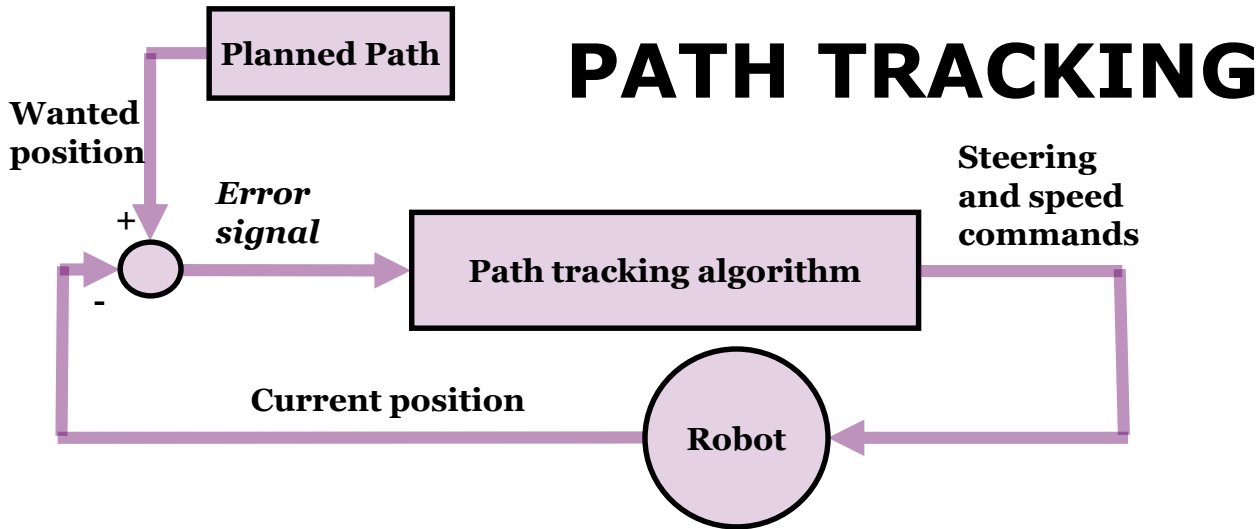 Planned Path
PATH TRACKING
Wanted
position
+
-
Error
signal
Path tracking algorithm
Steering
and speed
commands
Current position
Robot